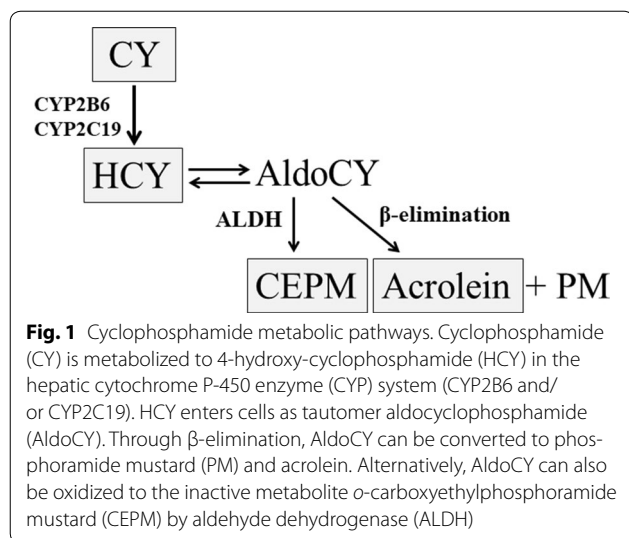 CY
CYP2B6
CYP2C19
HCY
AldoCY
ALDH
β-elimination
CEPM
Acrolein + PM
Fig. 1 Cyclophosphamide metabolic pathways. Cyclophosphamide
(CY) is metabolized to 4-hydroxy-cyclophosphamide (HCY) in the
hepatic cytochrome P-450 enzyme (CYP) system (CYP2B6 and/
or CYP2C19). HCY enters cells as tautomer aldocyclophosphamide
(AldoCY). Through β-elimination, AldoCY can be converted to phos-
phoramide mustard (PM) and acrolein. Alternatively, AldoCY can also
be oxidized to the inactive metabolite o-carboxyethylphosphoramide
mustard (CEPM) by aldehyde dehydrogenase (ALDH)